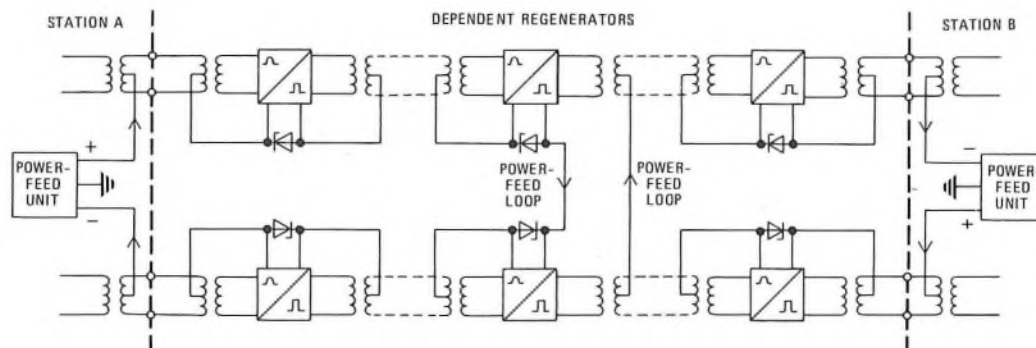 STATION A
DEPENDENT REGENERATORS
STATION B
+
POWER-
FEED
UNIT
−
POWER-
FEED
LOOP
POWER-
FEED
LOOP
−
POWER-
FEED
UNIT
+